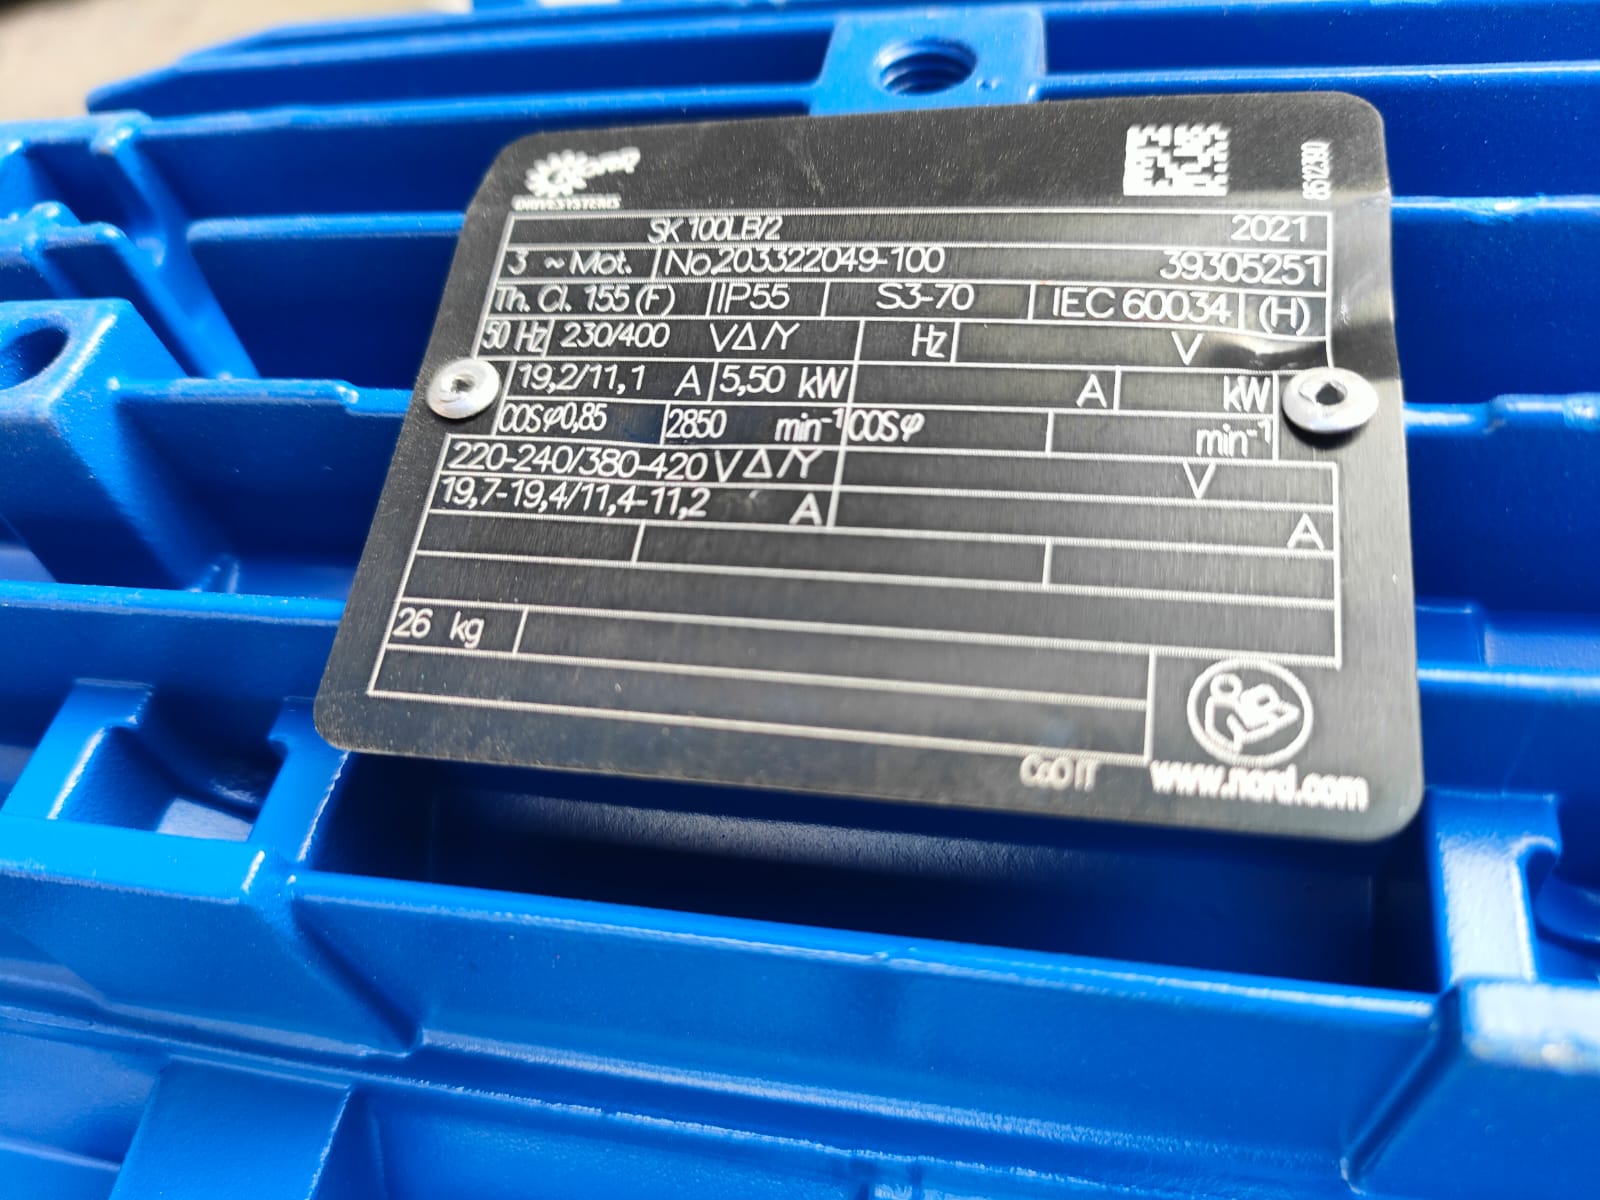 DRIVESYSTEMS
8512390
SK 100LB/2 2021
3 ~ Mot. No.203322049-100 39305251
Th. Cl. 155 (F) IP55 S3-70 IEC 60034 (H)
50 Hz 230/400 VΔ/Y Hz V
19,2/11,1 A 5,50 kW A kW
COSφ0,85 2850 min-1 COSφ min-1
220-240/380-420 VΔ/Y V
19,7-19,4/11,4-11,2 A A
26 kg
www.nord.com